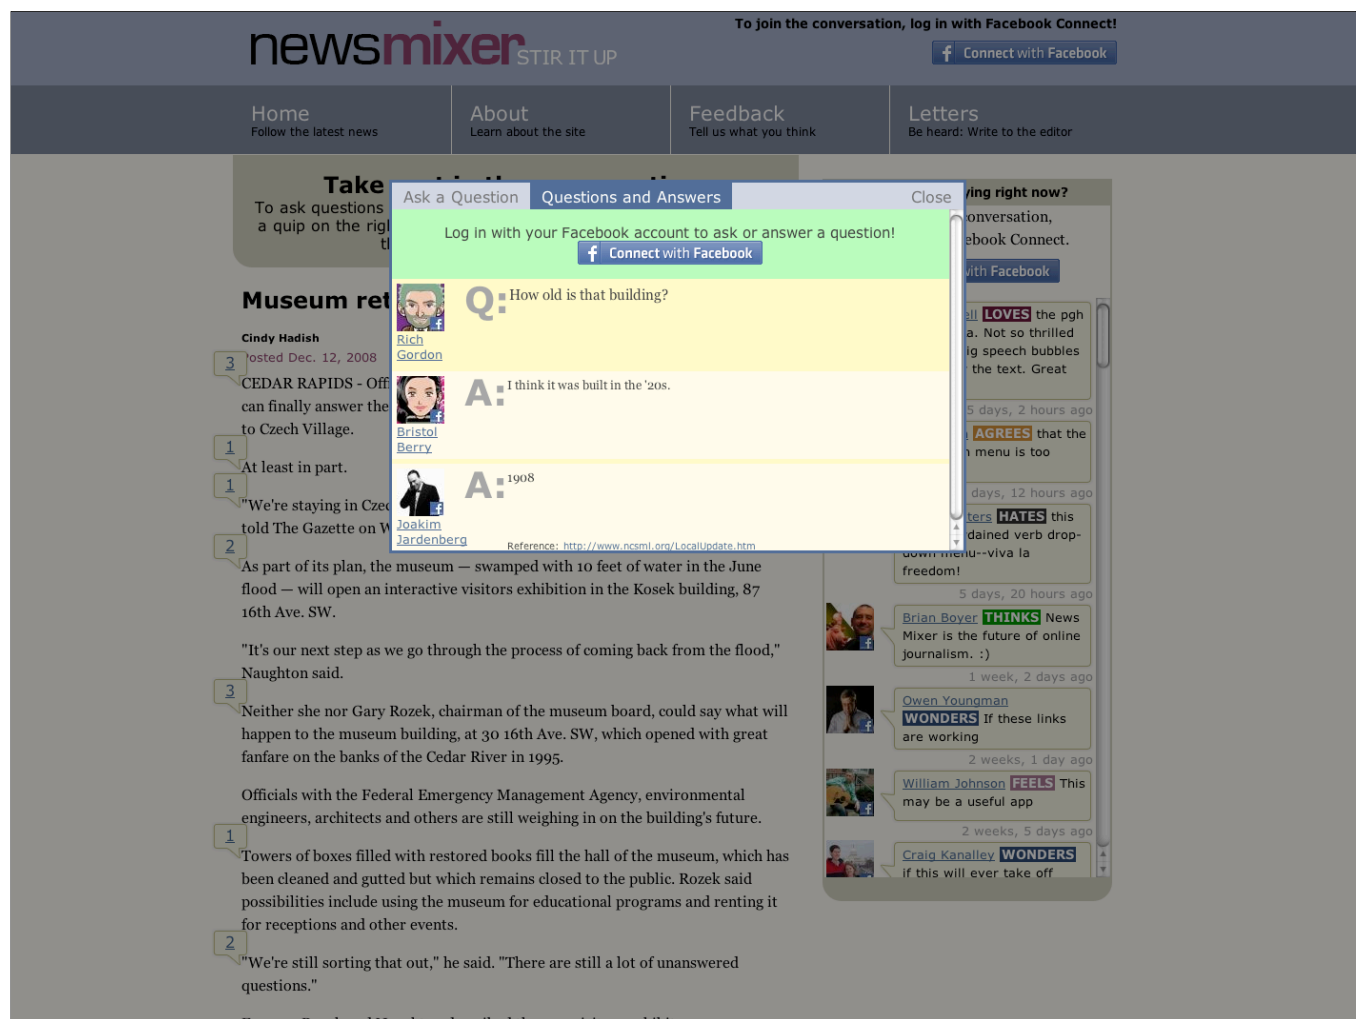 To join the conversation, log in with Facebook Connect!
newsmixer STIR IT UP
Connect with Facebook
Home
Follow the latest news
About
Learn about the site
Feedback
Tell us what you think
Letters
Be heard: Write to the editor
Take
To ask questions
a quip on the
Ask a Question
Questions and Answers
Close
Log in with your Facebook account to ask or answer a question!
Connect with Facebook
Q: How old is that building?
Rich
Gordon
A: I think it was built in the '20s.
Bristol
Berry
A: 1908
Joakim
Jardenberg
Reference: http://www.ncsml.org/LocalUpdate.htm
Museum
Cindy Hadish
Posted Dec. 12, 2008
3
CEDAR RAPIDS -
can finally answer the
to Czech Village.
1
At least in part.
1
"We're staying in
told The Gazette on
2
As part of its plan, the museum — swamped with 10 feet of water in the June
flood — will open an interactive visitors exhibition in the Kosek building, 87
16th Ave. SW.
"It's our next step as we go through the process of coming back from the flood,"
Naughton said.
3
Neither she nor Gary Rozek, chairman of the museum board, could say what will
happen to the museum building, at 30 16th Ave. SW, which opened with great
fanfare on the banks of the Cedar River in 1995.
Officials with the Federal Emergency Management Agency, environmental
engineers, architects and others are still weighing in on the building's future.
1
Towers of boxes filled with restored books fill the hall of the museum, which has
been cleaned and gutted but which remains closed to the public. Rozek said
possibilities include using the museum for educational programs and renting it
for receptions and other events.
2
"We're still sorting that out," he said. "There are still a lot of unanswered
questions."
right now?
conversation,
Connect.
with Facebook
LOVES the pgh
Not so thrilled
speech bubbles
the text. Great
5 days, 2 hours ago
AGREES that the
menu is too
days, 12 hours ago
HATES this
verb drop-
down menu--viva la
freedom!
5 days, 20 hours ago
Brian Boyer THINKS News
Mixer is the future of online
journalism. :)
1 week, 2 days ago
Owen Youngman
WONDERS If these links
are working
2 weeks, 1 day ago
William Johnson FEELS This
may be a useful app
2 weeks, 5 days ago
Craig Kanalley WONDERS
if this will ever take off